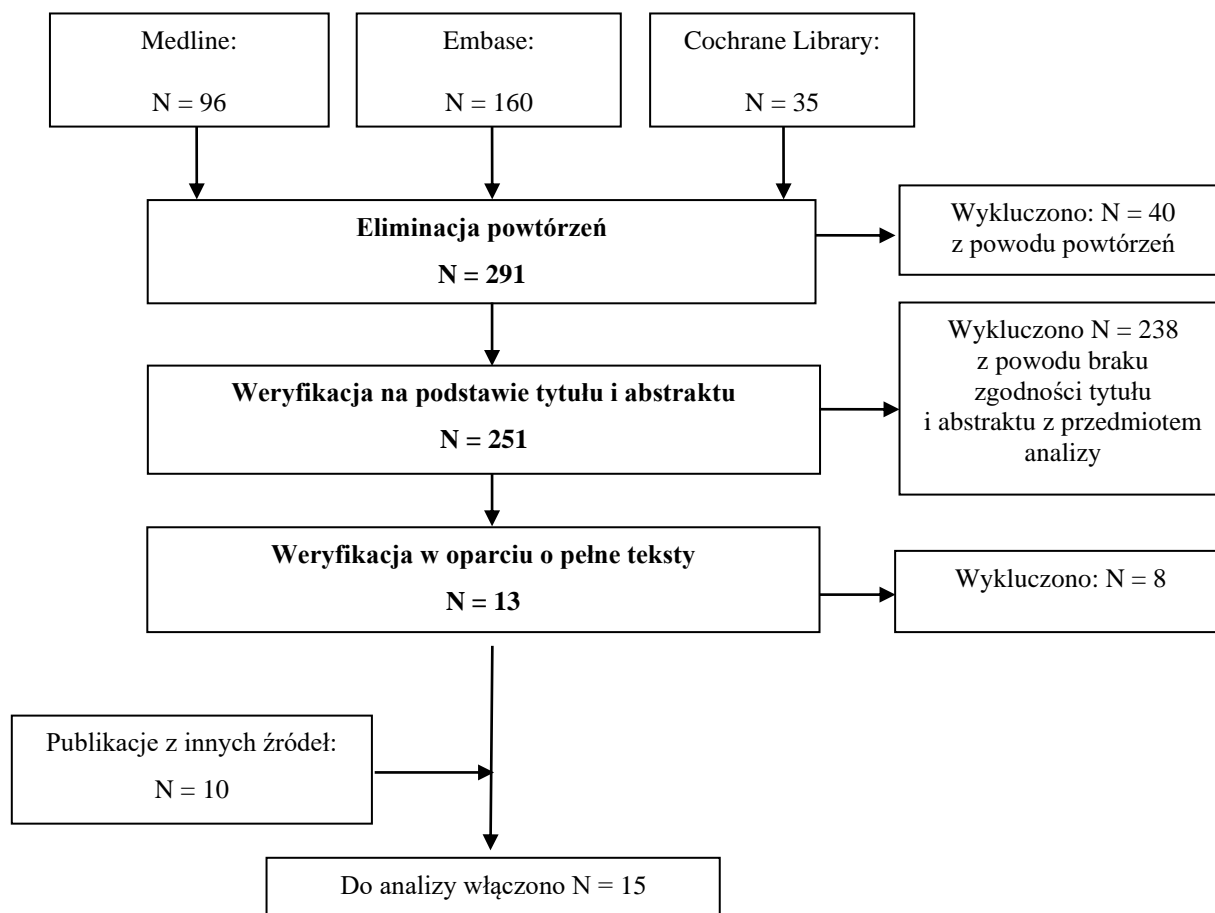 Medline:
N = 96
Embase:
N = 160
Cochrane Library:
N = 35
Eliminacja powtórzeń
N = 291
Wykluczono: N = 40
z powodu powtórzeń
Weryfikacja na podstawie tytułu i abstraktu
N = 251
Wykluczono N = 238
z powodu braku
zgodności tytułu
i abstraktu z przedmiotem
analizy
Weryfikacja w oparciu o pełne teksty
N = 13
Wykluczono: N = 8
Publikacje z innych źródeł:
N = 10
Do analizy włączono N = 15